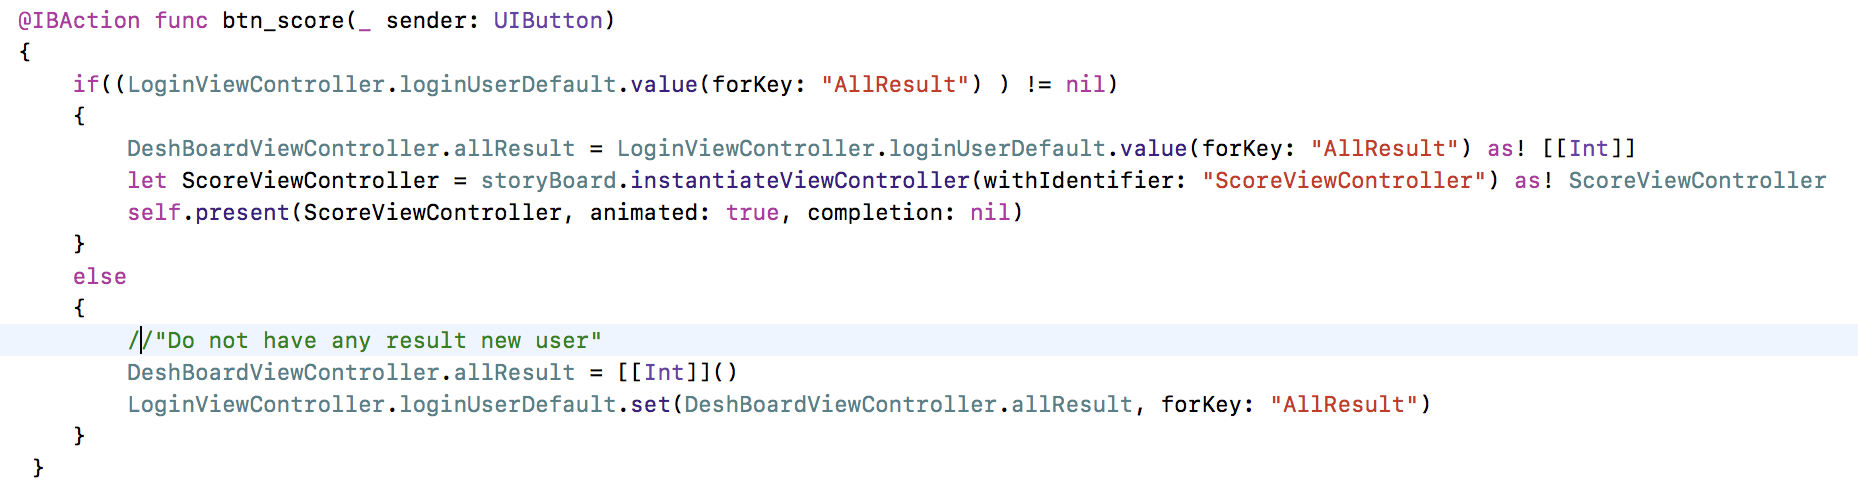 @IBAction func btn_score(_ sender: UIButton)
{
if((LoginViewController.loginUserDefault.value(forKey: "AllResult") ) != nil)
{
DeshBoardViewController.allResult = LoginViewController.loginUserDefault.value(forKey: "AllResult") as! [[Int]]
let ScoreViewController = storyBoard.instantiateViewController(withIdentifier: "ScoreViewController") as! ScoreViewController
self.present(ScoreViewController, animated: true, completion: nil)
}
else
{
//"Do not have any result new user"
DeshBoardViewController.allResult = [[Int]]()
LoginViewController.loginUserDefault.set(DeshBoardViewController.allResult, forKey: "AllResult")
}
}